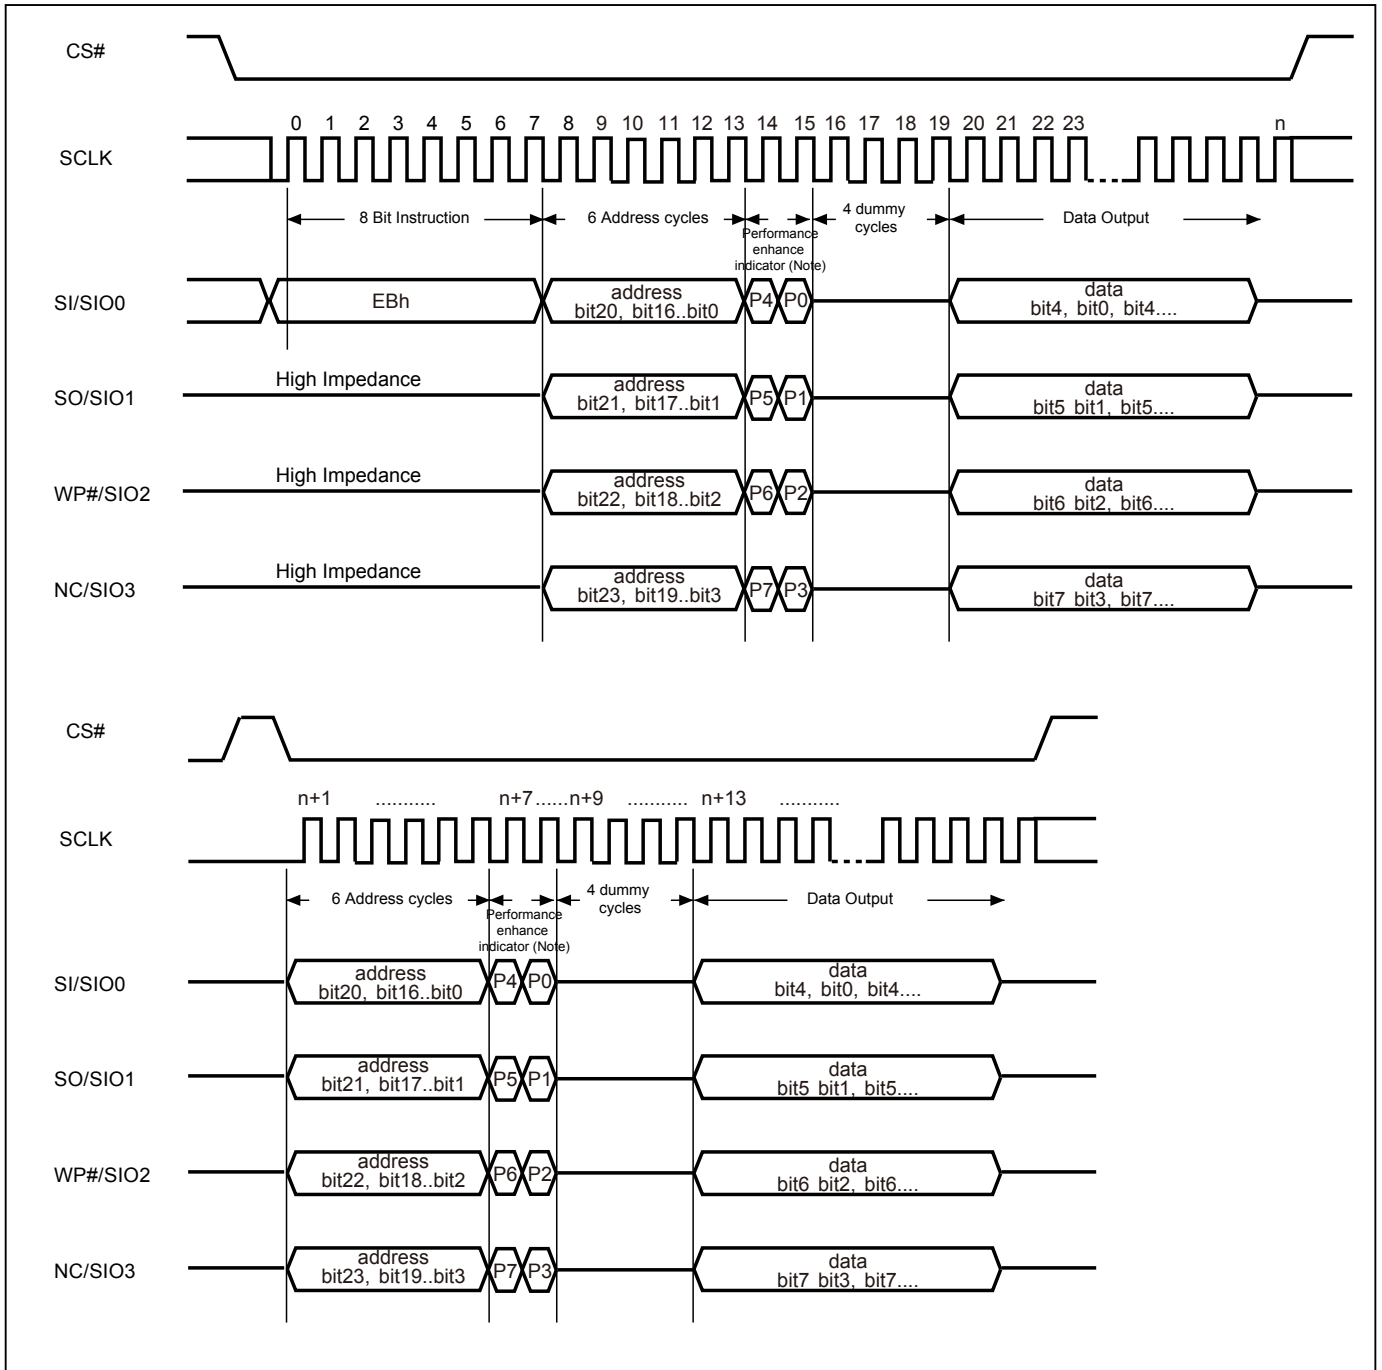 CS#
0 1 2 3 4 5 6 7 8 9 10 11 12 13 14 15 16 17 18 19 20 21 22 23 n
SCLK
8 Bit Instruction 6 Address cycles 4 dummy cycles Data Output
Performance
enhance
indicator (Note)
SI/SIO0
EBh
address
bit20, bit16..bit0
P4 P0
data
bit4, bit0, bit4....
SO/SIO1
High Impedance
address
bit21, bit17..bit1
P5 P1
data
bit5 bit1, bit5....
WP#/SIO2
High Impedance
address
bit22, bit18..bit2
P6 P2
data
bit6 bit2, bit6....
NC/SIO3
High Impedance
address
bit23, bit19..bit3
P7 P3
data
bit7 bit3, bit7....
CS#
n+1 ........... n+7......n+9 ........... n+13 ...........
SCLK
6 Address cycles 4 dummy cycles Data Output
Performance
enhance
indicator (Note)
SI/SIO0
address
bit20, bit16..bit0
P4 P0
data
bit4, bit0, bit4....
SO/SIO1
address
bit21, bit17..bit1
P5 P1
data
bit5 bit1, bit5....
WP#/SIO2
address
bit22, bit18..bit2
P6 P2
data
bit6 bit2, bit6....
NC/SIO3
address
bit23, bit19..bit3
P7 P3
data
bit7 bit3, bit7....